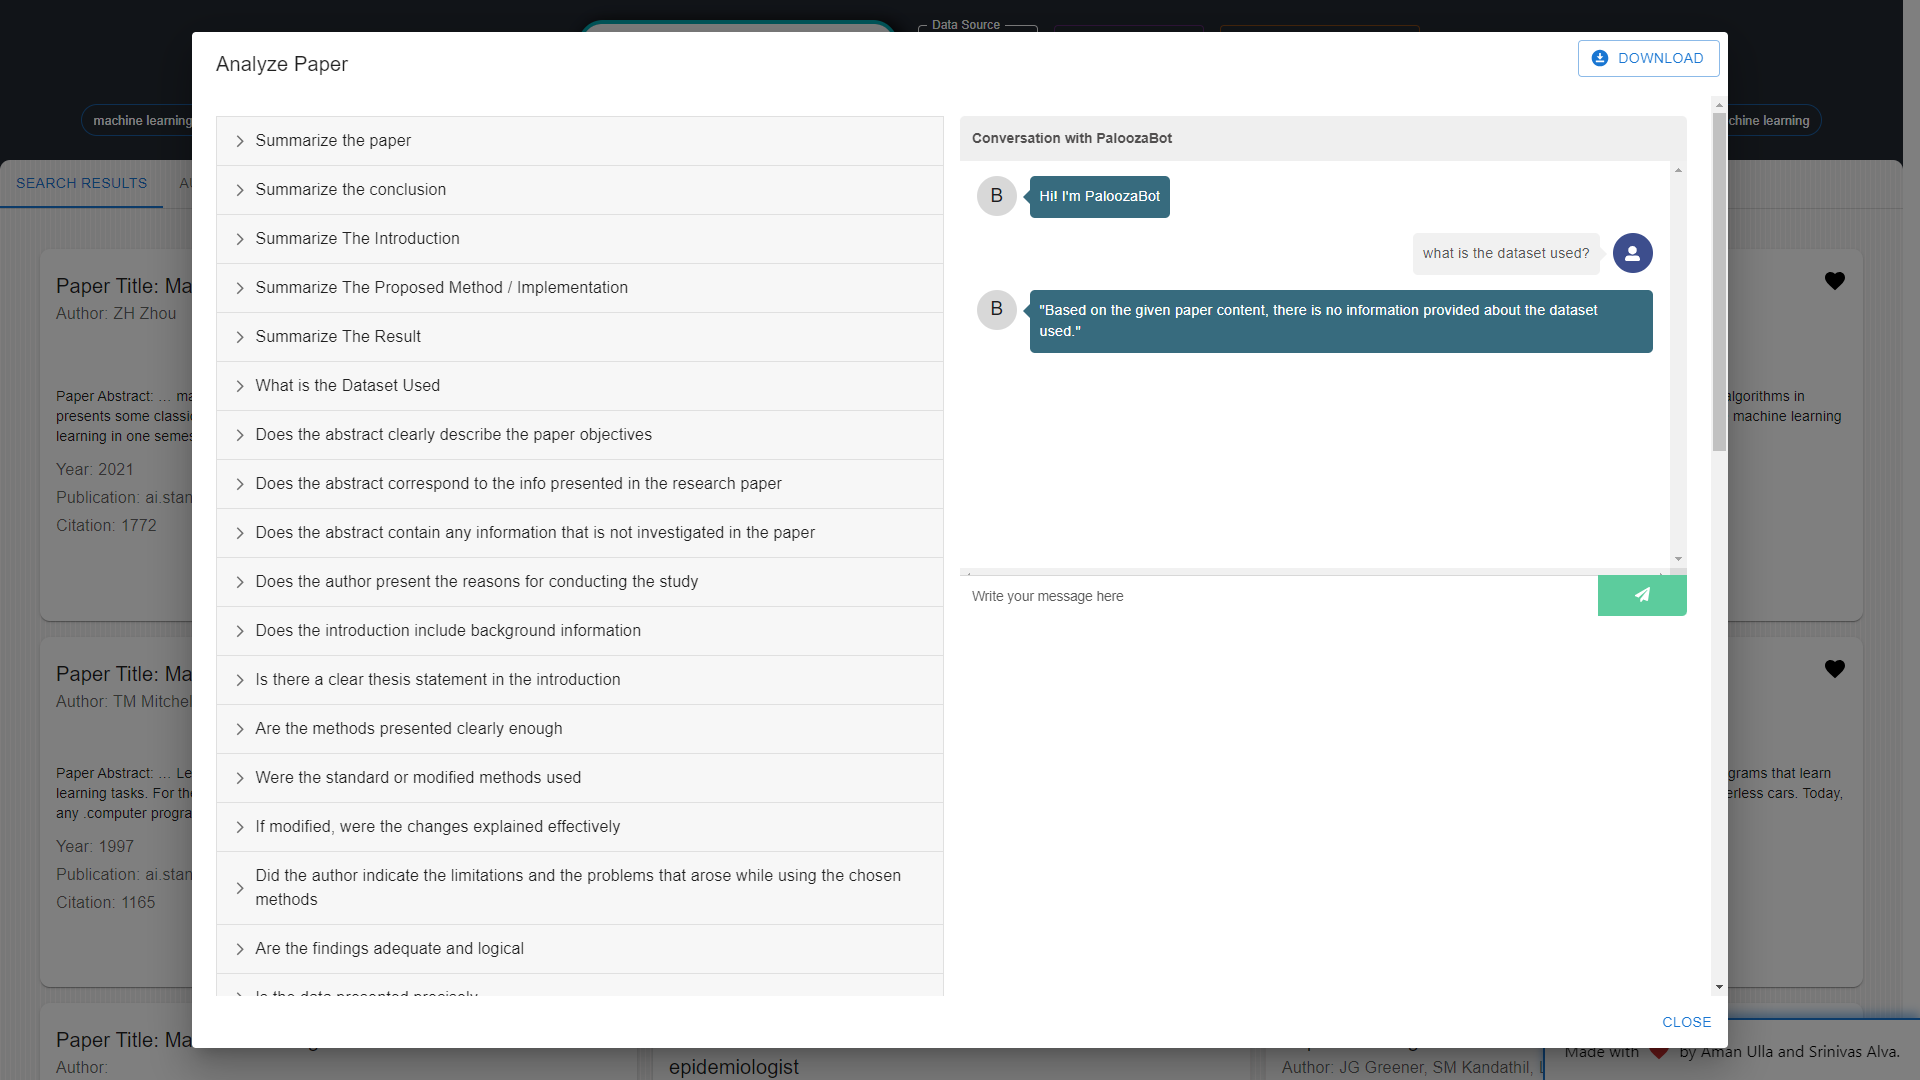 Data Source
Analyze Paper
DOWNLOAD
machine learning
chine learning
SEARCH RESULTS
Summarize the paper
Summarize the conclusion
Summarize The Introduction
Summarize The Proposed Method / Implementation
Summarize The Result
What is the Dataset Used
Does the abstract clearly describe the paper objectives
Does the abstract correspond to the info presented in the research paper
Does the abstract contain any information that is not investigated in the paper
Does the author present the reasons for conducting the study
Does the introduction include background information
Is there a clear thesis statement in the introduction
Are the methods presented clearly enough
Were the standard or modified methods used
If modified, were the changes explained effectively
Did the author indicate the limitations and the problems that arose while using the chosen
methods
Are the findings adequate and logical
Is the data presented precisely
Conversation with PaloozaBot
B
Hi! I'm PaloozaBot
what is the dataset used?
B
"Based on the given paper content, there is no information provided about the dataset
used."
Write your message here
CLOSE
Paper Title: Ma
Author: ZH Zhou
Paper Abstract: ... ma
presents some classi
learning in one semes
Year: 2021
Publication: ai.stan
Citation: 1772
algorithms in
machine learning
Paper Title: Ma
Author: TM Mitchel
Paper Abstract: ... Le
learning tasks. For the
any .computer progra
Year: 1997
Publication: ai.stan
Citation: 1165
grams that learn
erless cars. Today,
Paper Title: Ma
Author:
epidemiologist
Author: JG Greener, SM Kandathil, L
Made with by Aman Ulla and Srinivas Alva.